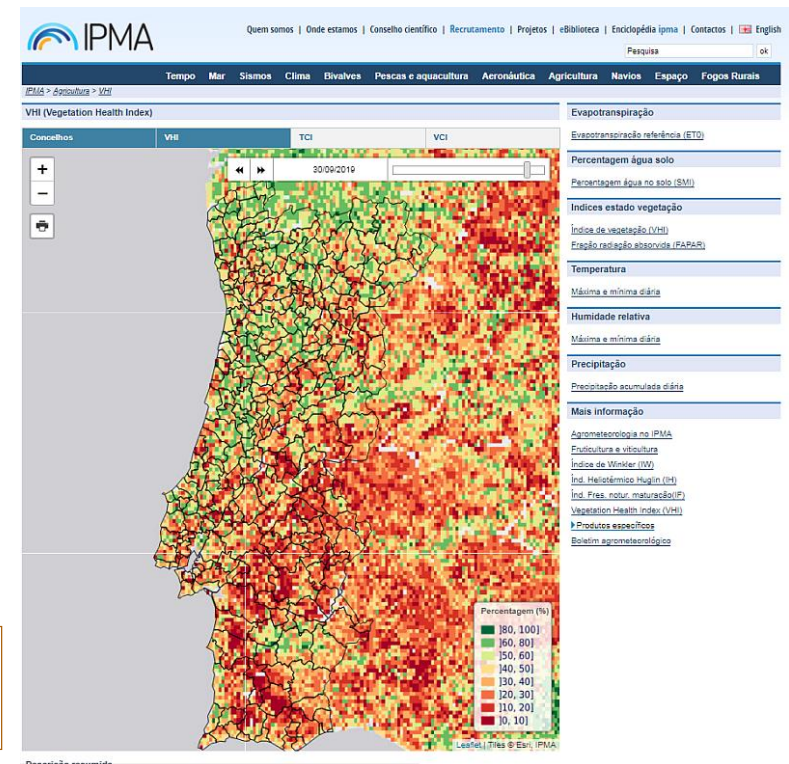 IPMA
Quem somos | Onde estamos | Conselho científico | Recrutamento | Projetos | eBiblioteca | Enciclopédia ipma | Contactos | English
Pesquisa ok
Tempo Mar Sismos Clima Bivalves Pescas e aquacultura Aeronáutica Agricultura Navios Espaço Fogos Rurais
IPMA > Agricultura > VHI
VHI (Vegetation Health Index)
Concelhos VHI TCI VCI
+
30/09/2019
−
Percentagem (%)
]80, 100]
]60, 80]
]50, 60]
]40, 50]
]30, 40]
]20, 30]
]10, 20]
]0, 10]
Leaflet | Tiles © Esri, IPMA
Descrição resumida
Evapotranspiração
Evapotranspiração referência (ET0)
Percentagem água solo
Percentagem água no solo (SMI)
Indices estado vegetação
Índice de vegetação (VHI)
Fração radiação absorvida (FAPAR)
Temperatura
Máxima e mínima diária
Humidade relativa
Máxima e mínima diária
Precipitação
Precipitação acumulada diária
Mais informação
Agrometeorologia no IPMA
Fruticultura e viticultura
Índice de Winkler (IW)
Índ. Heliotérmico Huglin (IH)
Índ. Fres. notur. maturação(IF)
Vegetation Health Index (VHI)
Produtos específicos
Boletim agrometeorológico